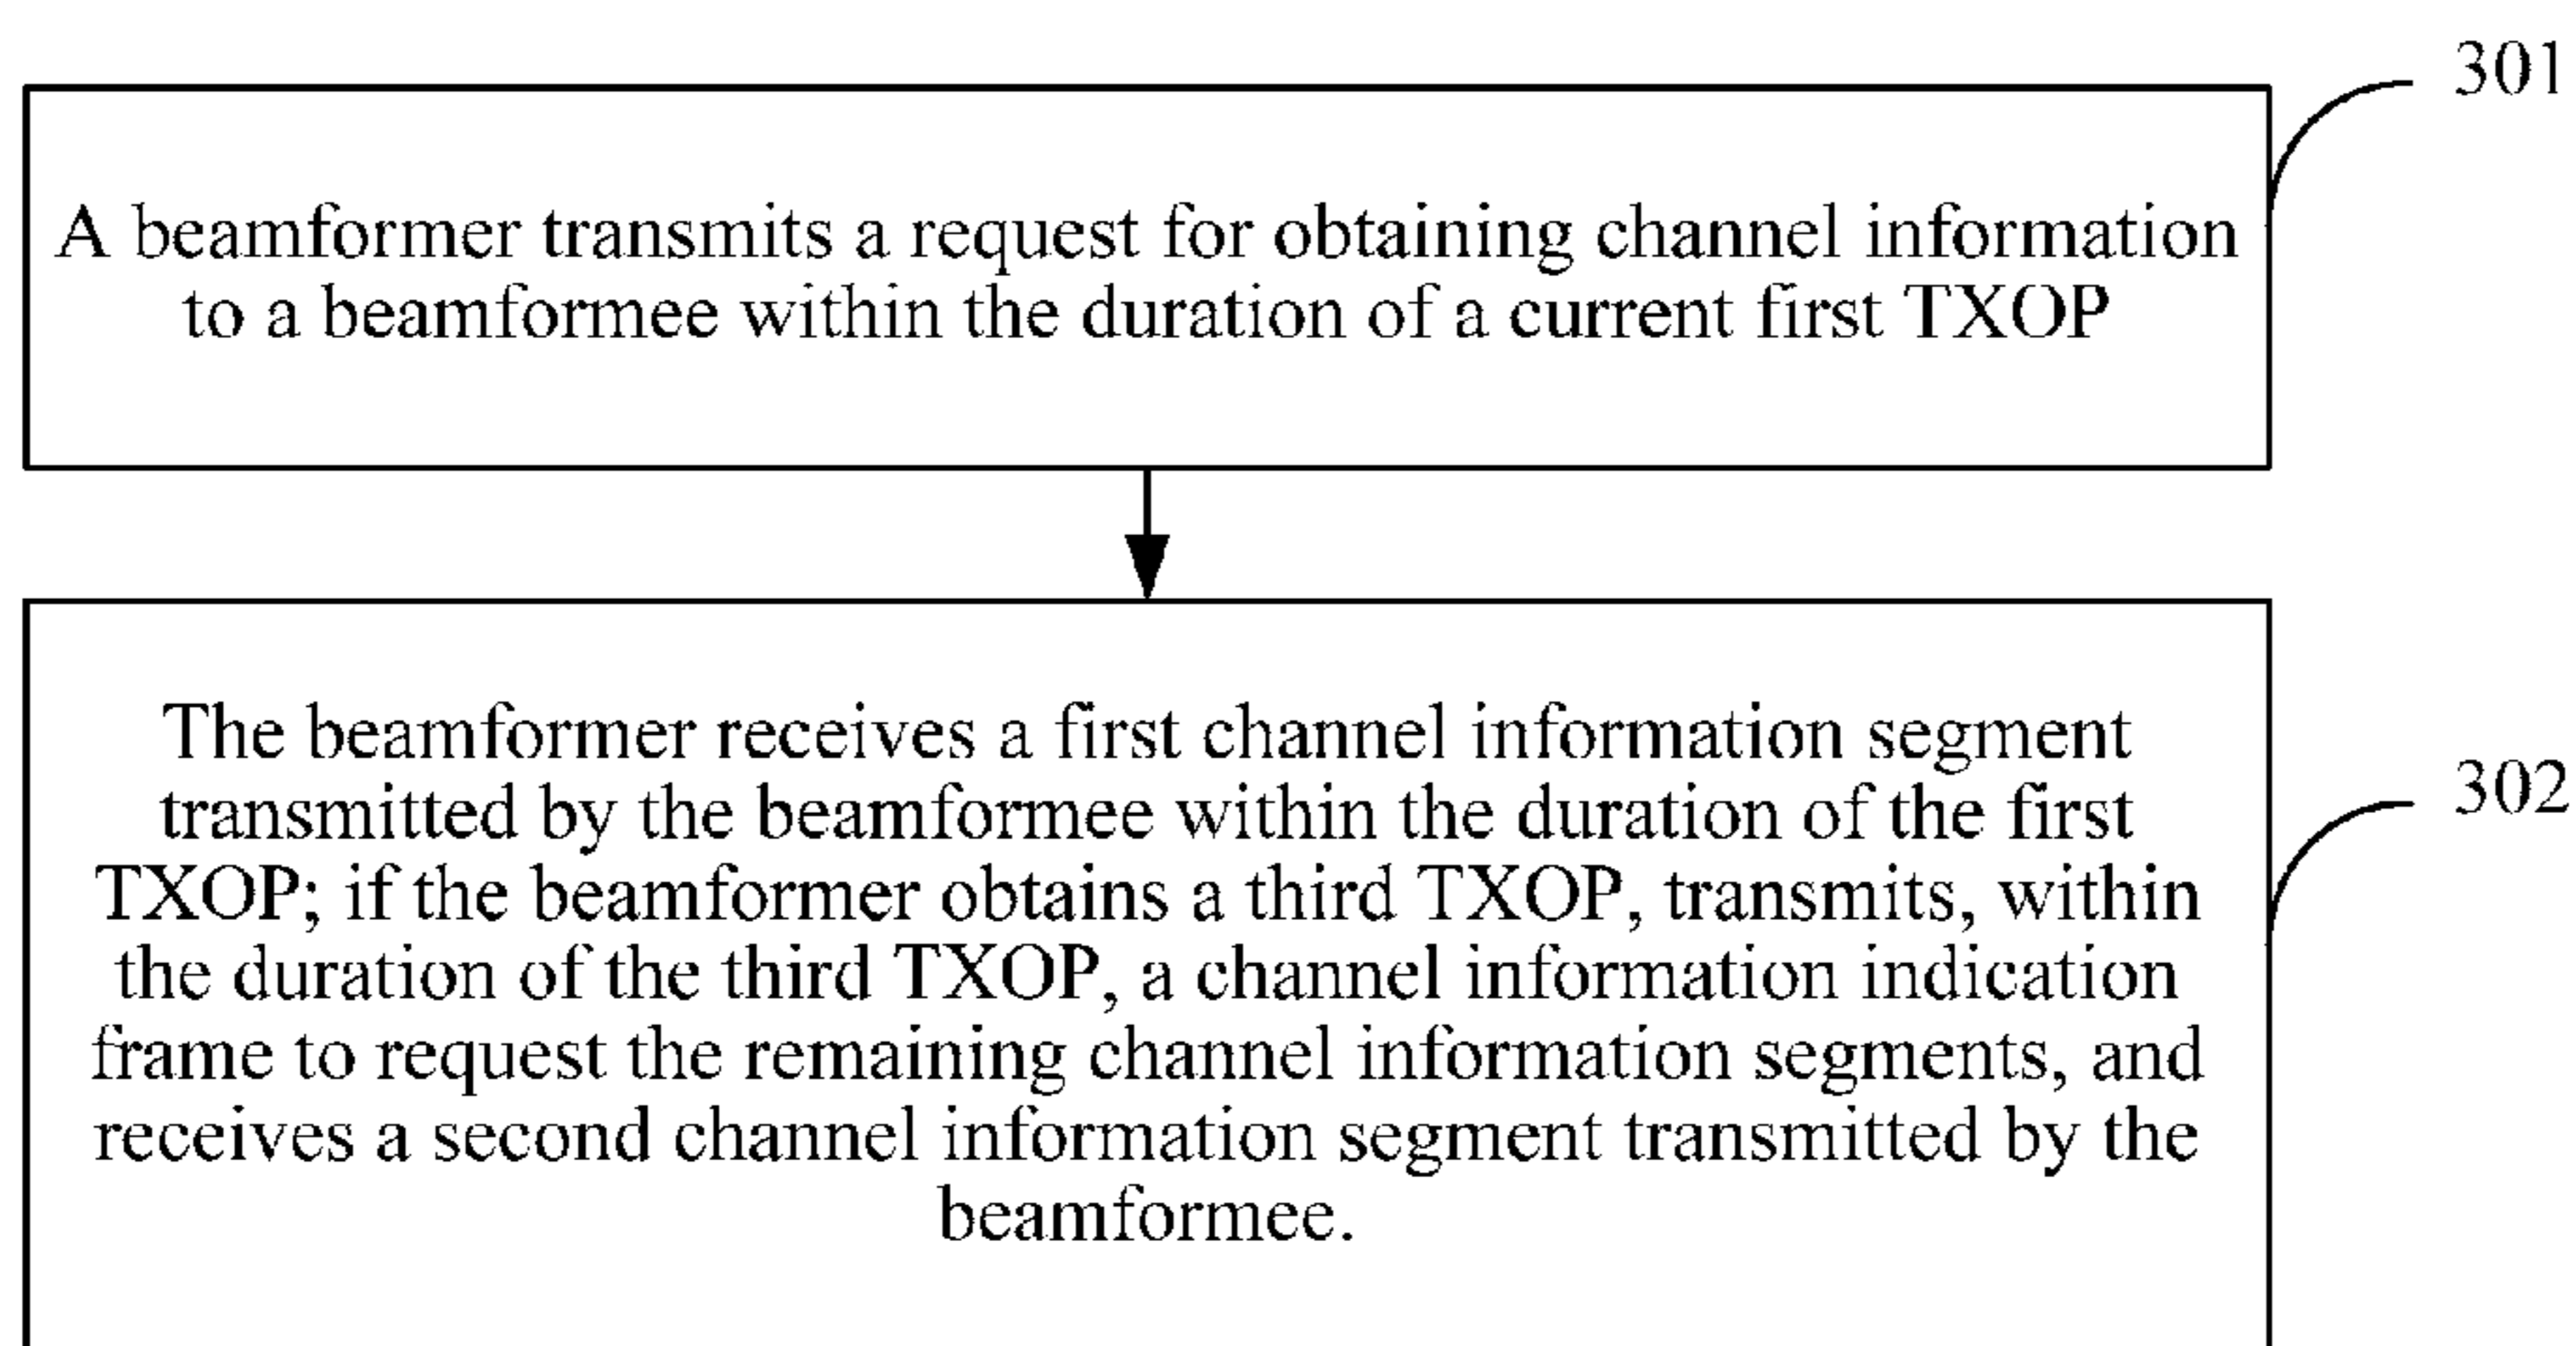 301
A beamformer transmits a request for obtaining channel information
to a beamformee within the duration of a current first TXOP
The beamformer receives a first channel information segment
transmitted by the beamformee within the duration of the first
TXOP; if the beamformer obtains a third TXOP, transmits, within
the duration of the third TXOP, a channel information indication
frame to request the remaining channel information segments, and
receives a second channel information segment transmitted by the
beamformee.
302